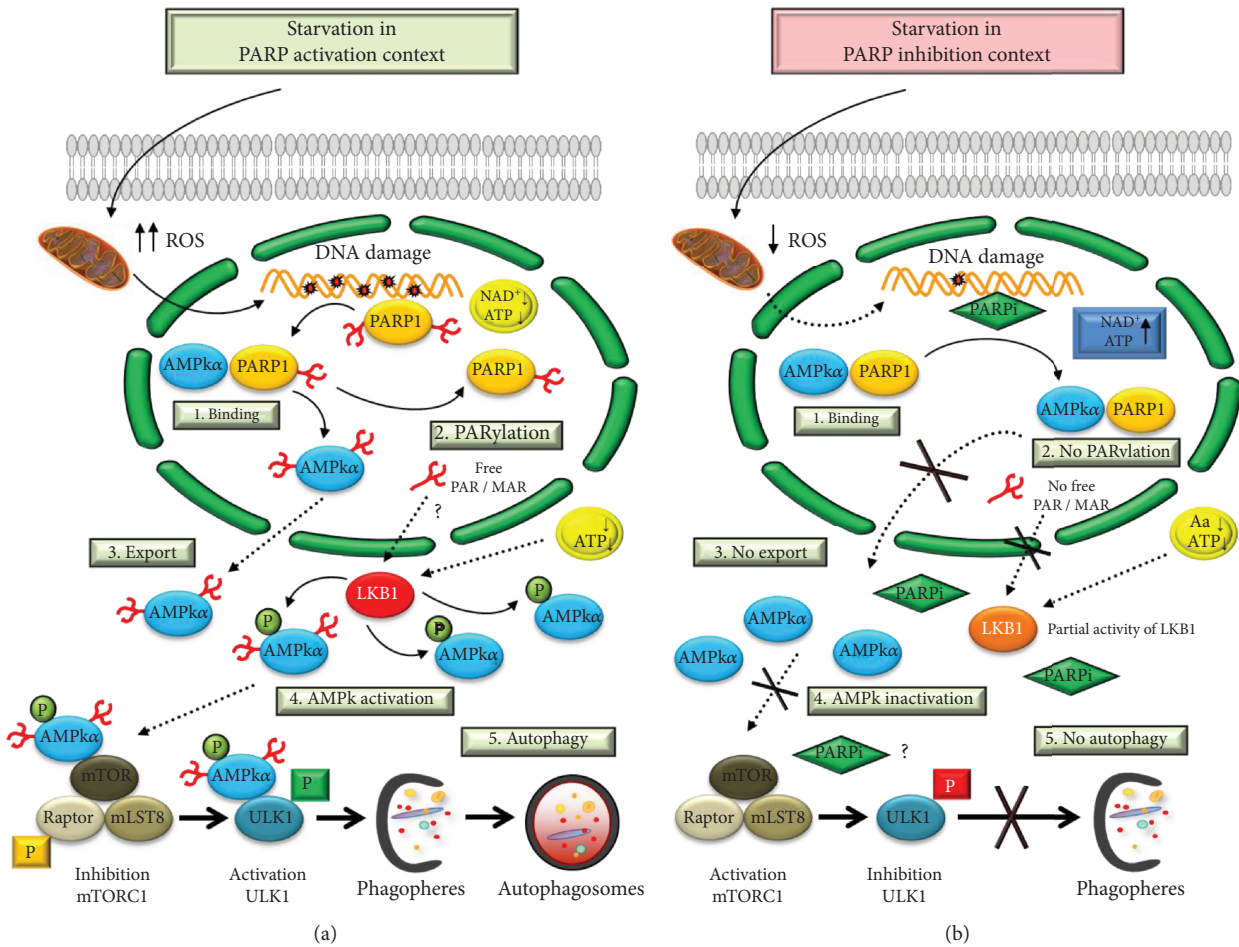 Starvation in
PARP activation context
ROS
DNA damage
NAD+↓
ATP ↓
PARP1
AMPkα
PARP1
PARP1
1. Binding
2. PARylation
AMPkα
Free
PAR / MAR
?
3. Export
↓
ATP↓
AMPkα
LKB1
P
AMPkα
P
AMPkα
P
AMPkα
4. AMPk activation
P
AMPkα
mTOR
Raptor
mLST8
P
P
AMPkα
P
ULK1
5. Autophagy
Inhibition
mTORC1
Activation
ULK1
Phagopheres
Autophagosomes
(a)
Starvation in
PARP inhibition context
ROS
DNA damage
PARPi
NAD+
ATP
AMPkα
PARP1
1. Binding
AMPkα
PARP1
2. No PARvlation
No free
PAR / MAR
3. No export
Aa ↓
ATP↓
PARPi
LKB1
Partial activity of LKB1
AMPkα
AMPkα
AMPkα
PARPi
4. AMPk inactivation
PARPi
?
5. No autophagy
mTOR
Raptor
mLST8
P
ULK1
Activation
mTORC1
Inhibition
ULK1
Phagopheres
(b)